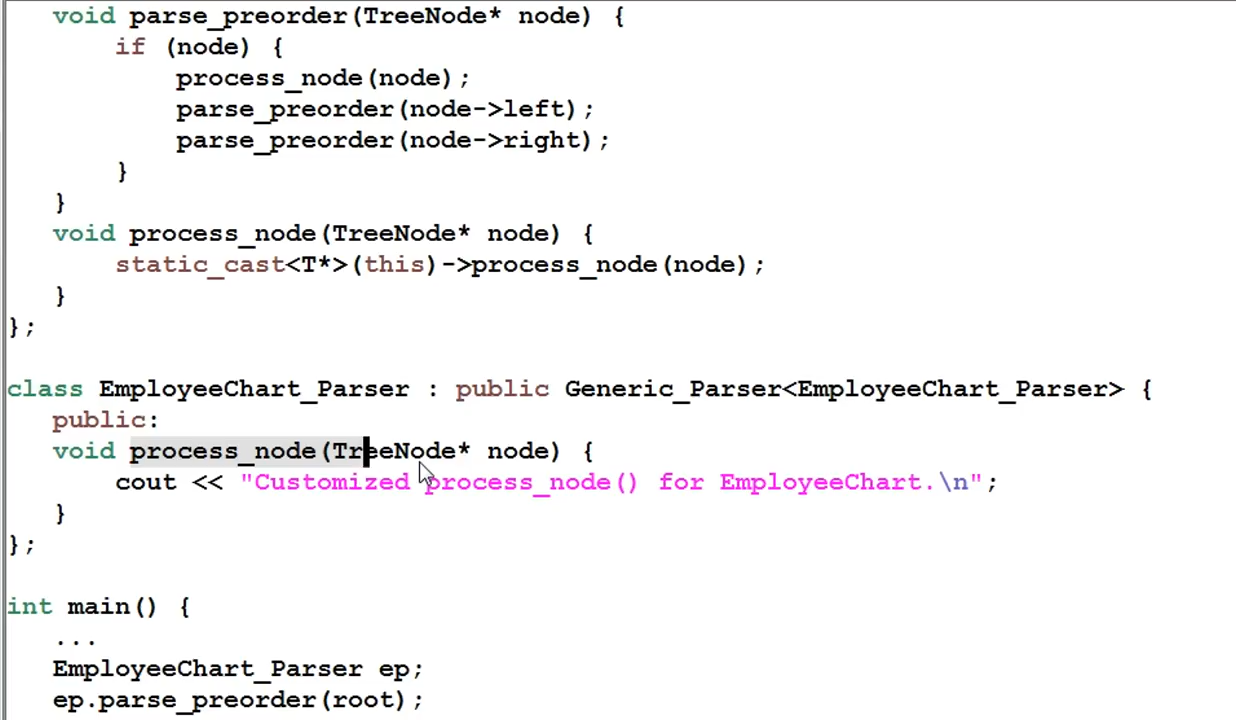 void parse_preorder(TreeNode* node) {
if (node) {
process_node(node);
parse_preorder(node->left);
parse_preorder(node->right);
}
}
void process_node(TreeNode* node) {
static_cast<T*>(this)->process_node(node);
}
};
class EmployeeChart_Parser : public Generic_Parser<EmployeeChart_Parser> {
public:
void process_node(TreeNode* node) {
cout << "Customized process_node() for EmployeeChart.\n";
}
};
int main() {
...
EmployeeChart_Parser ep;
ep.parse_preorder(root);